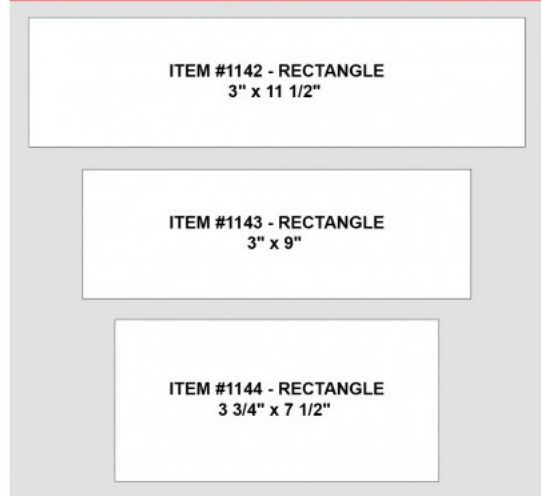 ITEM #1142 - RECTANGLE
3" x 11 1/2"
ITEM #1143 - RECTANGLE
3" x 9"
ITEM #1144 - RECTANGLE
3 3/4" x 7 1/2"